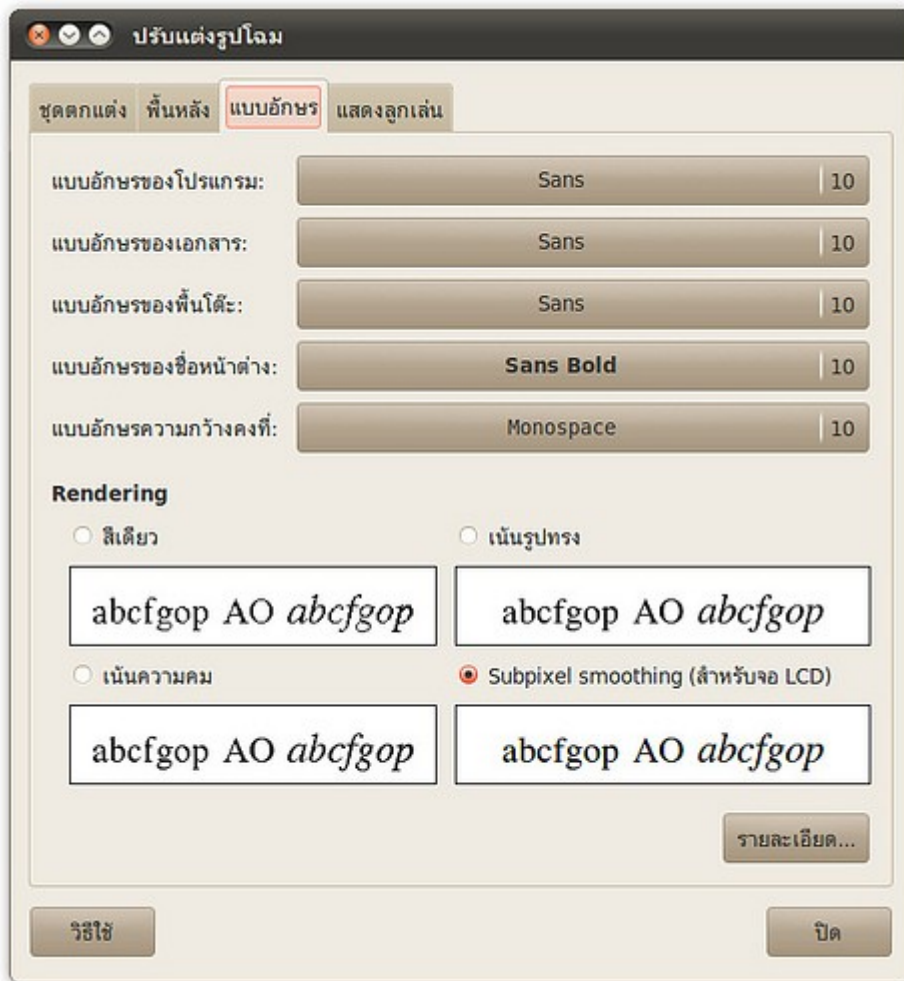 ปรับแต่งรูปโฉม
ชุดตกแต่ง พื้นหลัง แบบอักษร แสดงลูกเล่น
แบบอักษรของโปรแกรม: Sans 10
แบบอักษรของเอกสาร: Sans 10
แบบอักษรของพื้นโต๊ะ: Sans 10
แบบอักษรของชื่อหน้าต่าง: Sans Bold 10
แบบอักษรความกว้างคงที่: Monospace 10
Rendering
สีเดียว เน้นรูปทรง
abcfgop AO abcfgop abcfgop AO abcfgop
เน้นความคม Subpixel smoothing (สำหรับจอ LCD)
abcfgop AO abcfgop abcfgop AO abcfgop
รายละเอียด...
วิธีใช้ ปิด